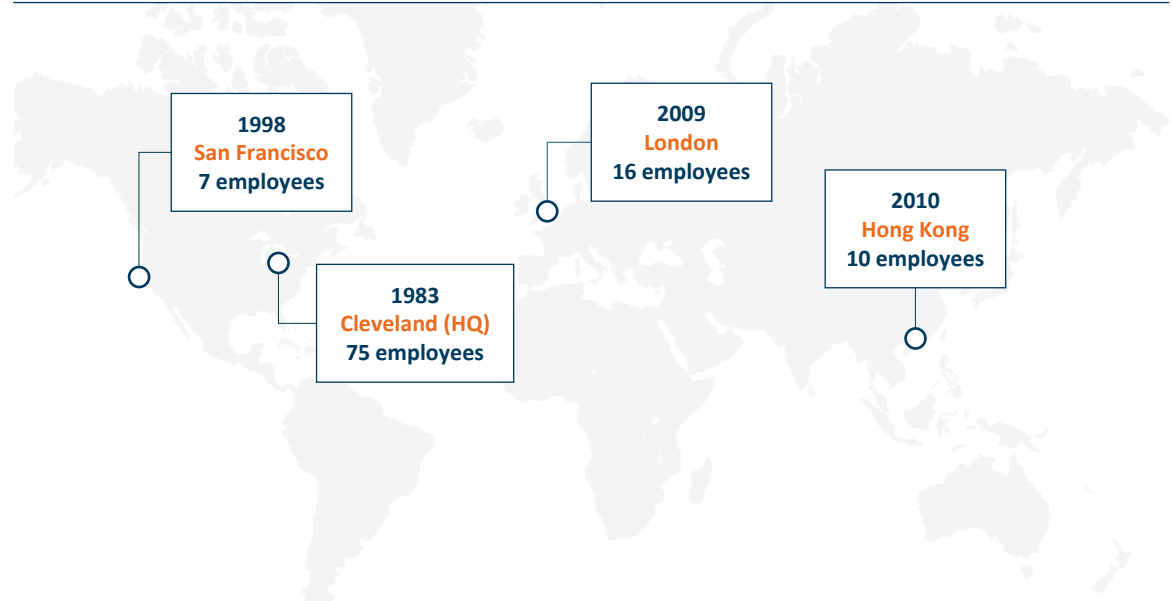 1998
San Francisco
7 employees
1983
Cleveland (HQ)
75 employees
2009
London
16 employees
2010
Hong Kong
10 employees